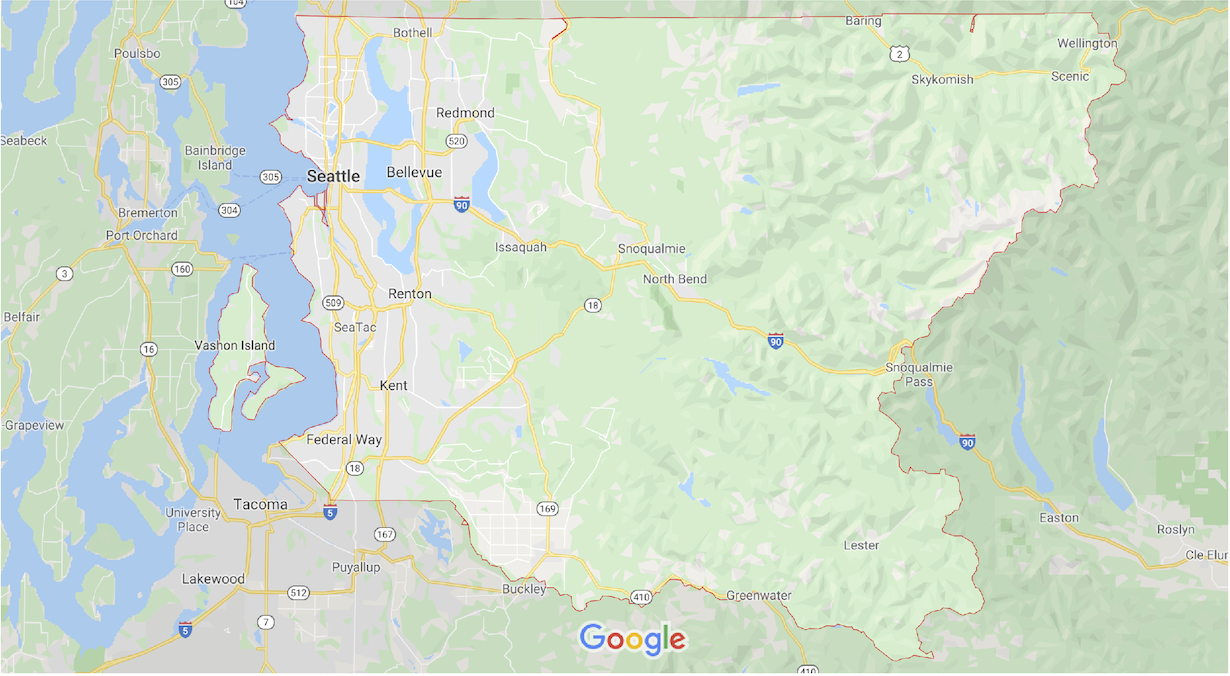 104
Bothell
Baring
Wellington
Poulsbo
2
305
Skykomish
Scenic
Redmond
Seabeck
520
Bainbridge
Island
305
Seattle
Bellevue
90
304
Bremerton
Port Orchard
Issaquah
Snoqualmie
3
160
North Bend
Renton
509
18
Belfair
SeaTac
Vashon Island
16
90
Snoqualmie
Pass
Kent
Grapeview
Federal Way
90
18
Tacoma
University
Place
5
169
Easton
167
Roslyn
Lester
Cle Elum
Puyallup
Lakewood
Buckley
512
410
Greenwater
7
5
Google
410